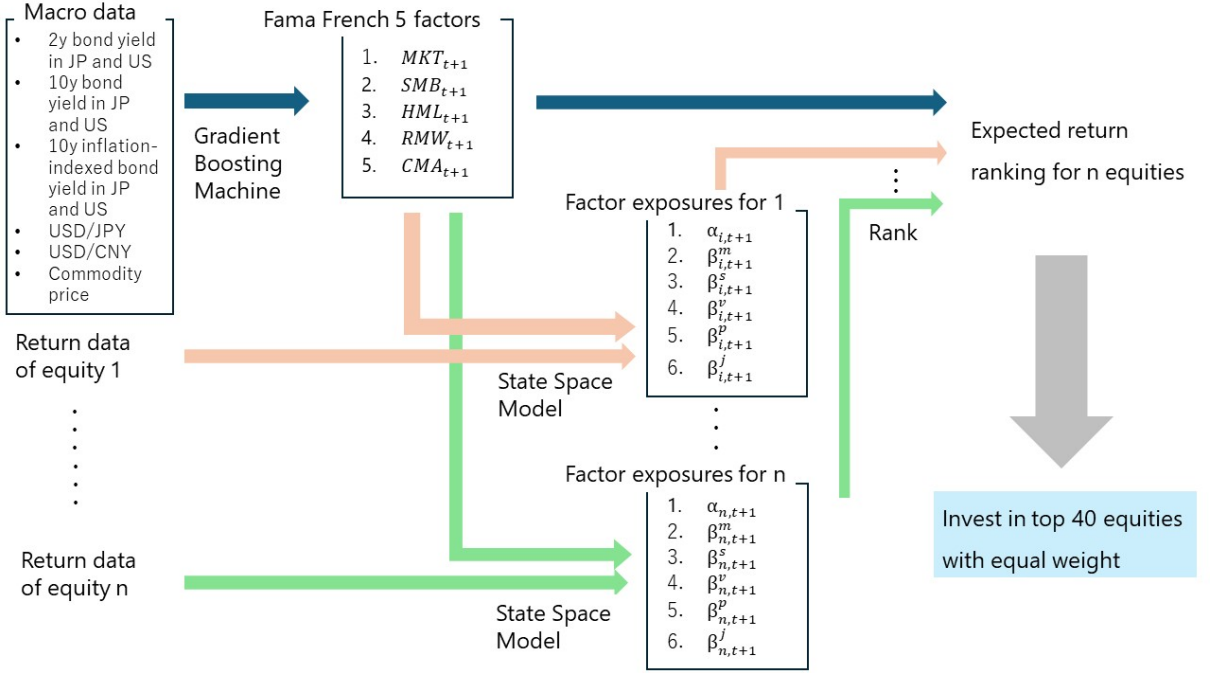 Macro data
• 2y bond yield
in JP and US
• 10y bond
yield in JP
and US
• 10y inflation-
indexed bond
yield in JP
and US
• USD/JPY
• USD/CNY
• Commodity
price
Gradient
Boosting
Machine
Fama French 5 factors
1. MKT_{t+1}
2. SMB_{t+1}
3. HML_{t+1}
4. RMW_{t+1}
5. CMA_{t+1}
Return data
of equity 1
Return data
of equity n
State Space
Model
State Space
Model
Factor exposures for 1
1. α_{i,t+1}
2. β^m_{i,t+1}
3. β^s_{i,t+1}
4. β^v_{i,t+1}
5. β^p_{i,t+1}
6. β^j_{i,t+1}
Factor exposures for n
1. α_{n,t+1}
2. β^m_{n,t+1}
3. β^s_{n,t+1}
4. β^v_{n,t+1}
5. β^p_{n,t+1}
6. β^j_{n,t+1}
Rank
Expected return
ranking for n equities
Invest in top 40 equities
with equal weight